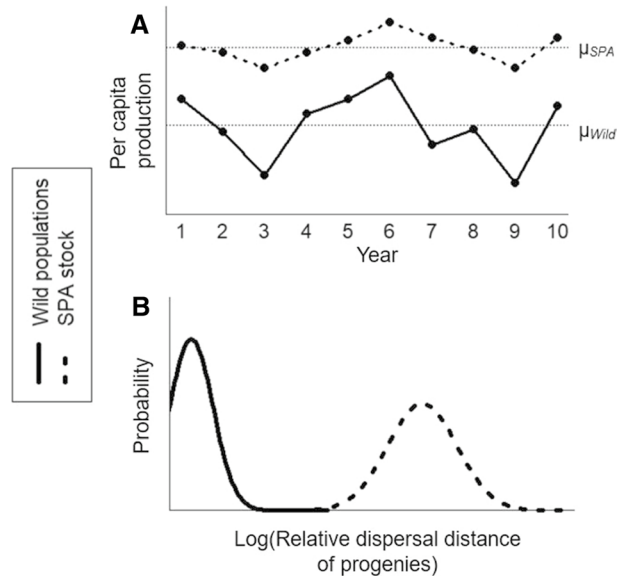 A
Per capita
production
μSPA
μWild
1 2 3 4 5 6 7 8 9 10
Year
Wild populations
SPA stock
B
Probability
Log(Relative dispersal distance
of progenies)